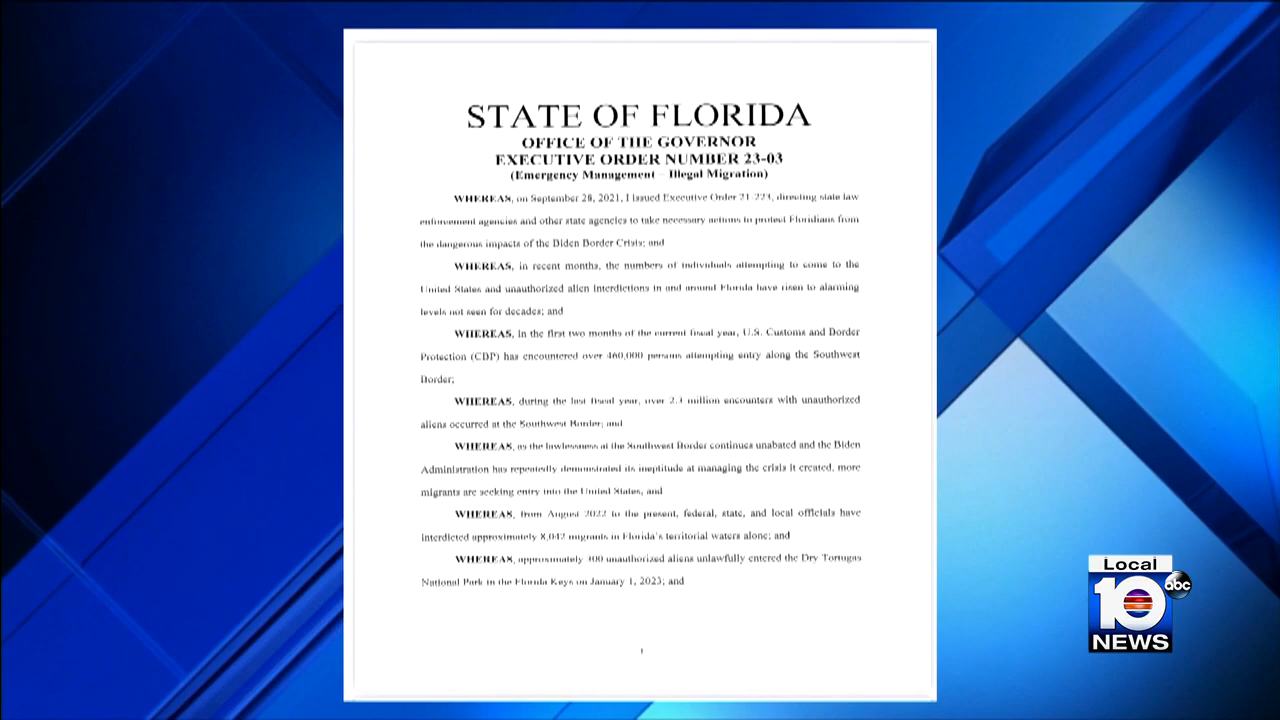 STATE OF FLORIDA
OFFICE OF THE GOVERNOR
EXECUTIVE ORDER NUMBER 23-03
(Emergency Management – Illegal Migration)
WHEREAS, on September 28, 2021, I issued Executive Order 21-223, directing state law
enforcement agencies and other state agencies to take necessary actions to protect Floridians from
the dangerous impacts of the Biden Border Crisis; and
WHEREAS, in recent months, the numbers of individuals attempting to come to the
United States and unauthorized alien interdictions in and around Florida have risen to alarming
levels not seen for decades; and
WHEREAS, in the first two months of the current fiscal year, U.S. Customs and Border
Protection (CBP) has encountered over 460,000 persons attempting entry along the Southwest
Border;
WHEREAS, during the last fiscal year, over 2.3 million encounters with unauthorized
aliens occurred at the Southwest Border; and
WHEREAS, as the lawlessness at the Southwest Border continues unabated and the Biden
Administration has repeatedly demonstrated its ineptitude at managing the crisis it created, more
migrants are seeking entry into the United States, and
WHEREAS, from August 2022 to the present, federal, state, and local officials have
interdicted approximately 8,042 migrants in Florida's territorial waters alone; and
WHEREAS, approximately 300 unauthorized aliens unlawfully entered the Dry Tortugas
National Park in the Florida Keys on January 1, 2023; and
1
Local
10
abc
NEWS